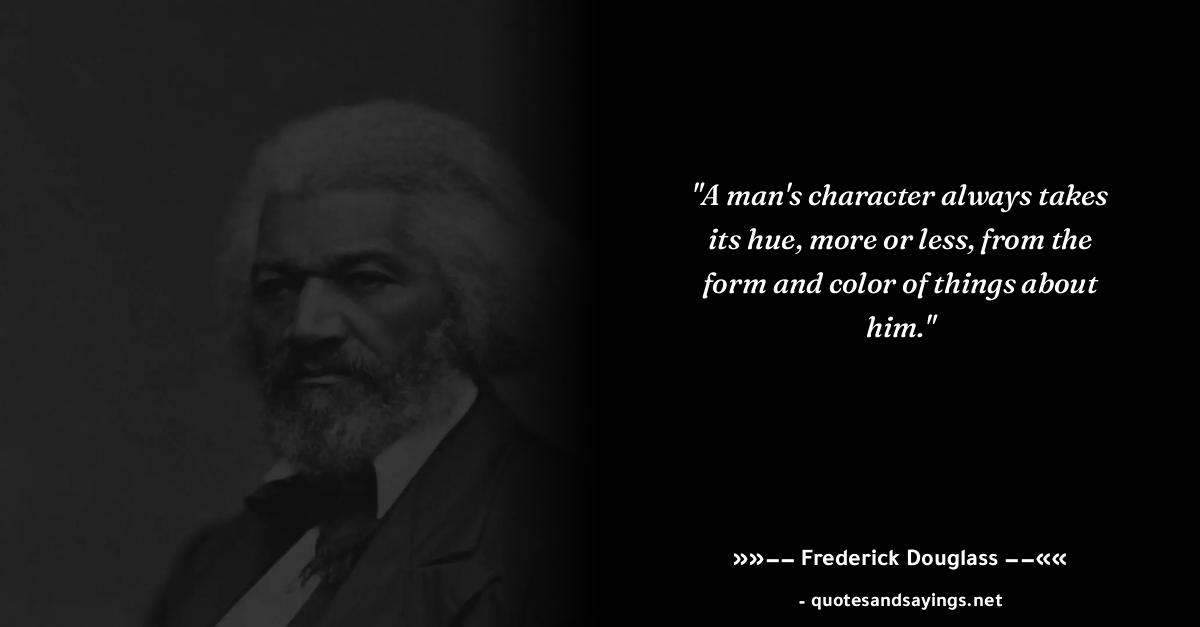 "A man's character always takes
its hue, more or less, from the
form and color of things about
him."
»»–– Frederick Douglass ––««
- quotesandsayings.net